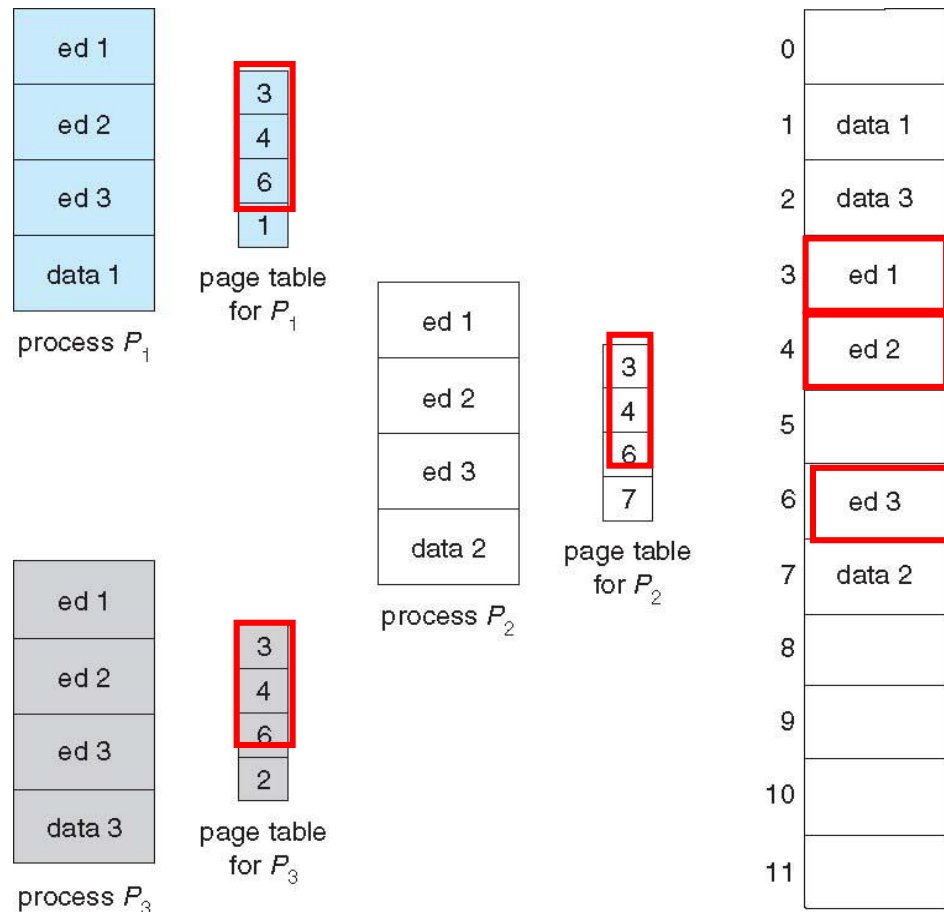 ed 1
ed 2
ed 3
data 1
process P1
3
4
6
1
page table
for P1
ed 1
ed 2
ed 3
data 2
process P2
3
4
6
7
page table
for P2
ed 1
ed 2
ed 3
data 3
process P3
3
4
6
2
page table
for P3
0
1 data 1
2 data 3
3 ed 1
4 ed 2
5
6 ed 3
7 data 2
8
9
10
11